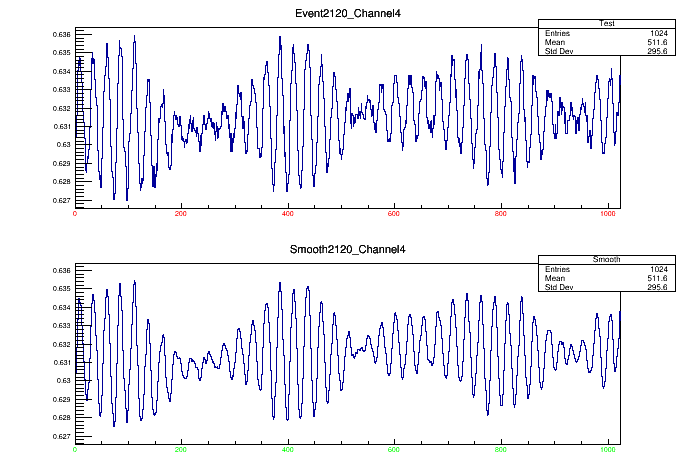 Event2120_Channel4
Test
Entries 1024
Mean 511.6
Std Dev 295.6
0.636
0.635
0.634
0.633
0.632
0.631
0.63
0.629
0.628
0.627
0 200 400 600 800 1000
Smooth2120_Channel4
Smooth
Entries 1024
Mean 511.6
Std Dev 295.6
0.636
0.635
0.634
0.633
0.632
0.631
0.63
0.629
0.628
0.627
0 200 400 600 800 1000